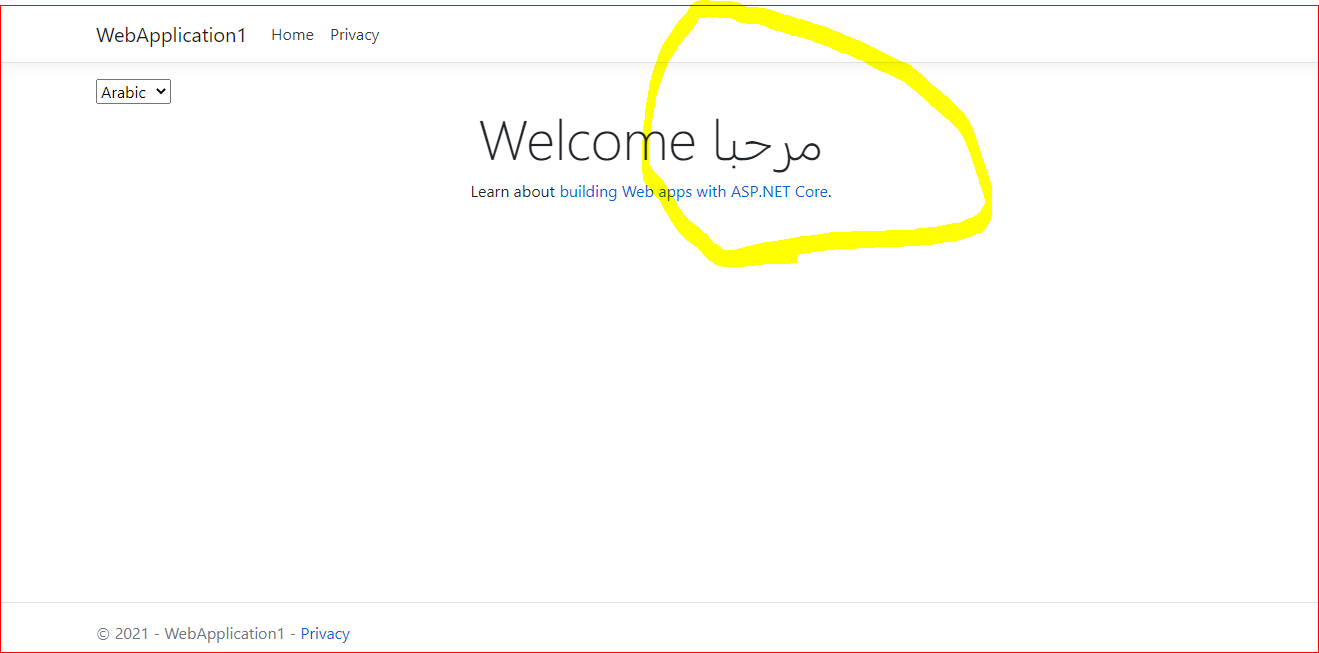 WebApplication1 Home Privacy
Arabic
Welcome مرحبا
Learn about building Web apps with ASP.NET Core.
© 2021 - WebApplication1 - Privacy